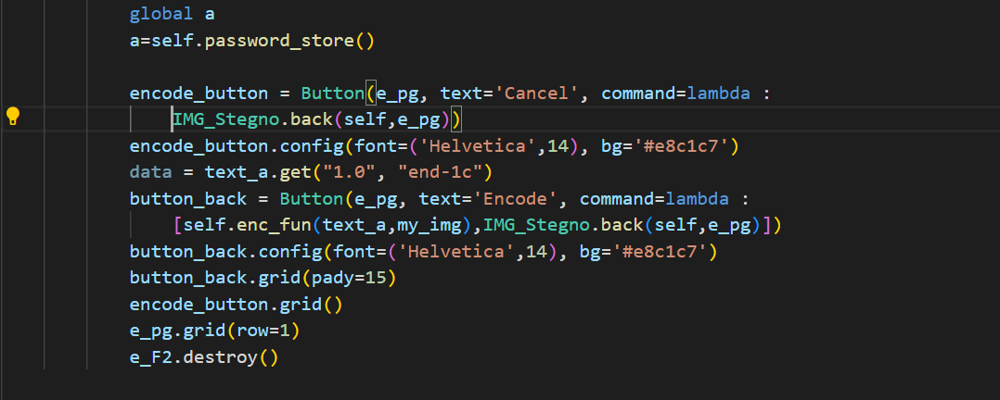 global a
a=self.password_store()
encode_button = Button(e_pg, text='Cancel', command=lambda :
IMG_Stegno.back(self,e_pg))
encode_button.config(font=('Helvetica',14), bg='#e8c1c7')
data = text_a.get("1.0", "end-1c")
button_back = Button(e_pg, text='Encode', command=lambda :
[self.enc_fun(text_a,my_img),IMG_Stegno.back(self,e_pg)])
button_back.config(font=('Helvetica',14), bg='#e8c1c7')
button_back.grid(pady=15)
encode_button.grid()
e_pg.grid(row=1)
e_F2.destroy()